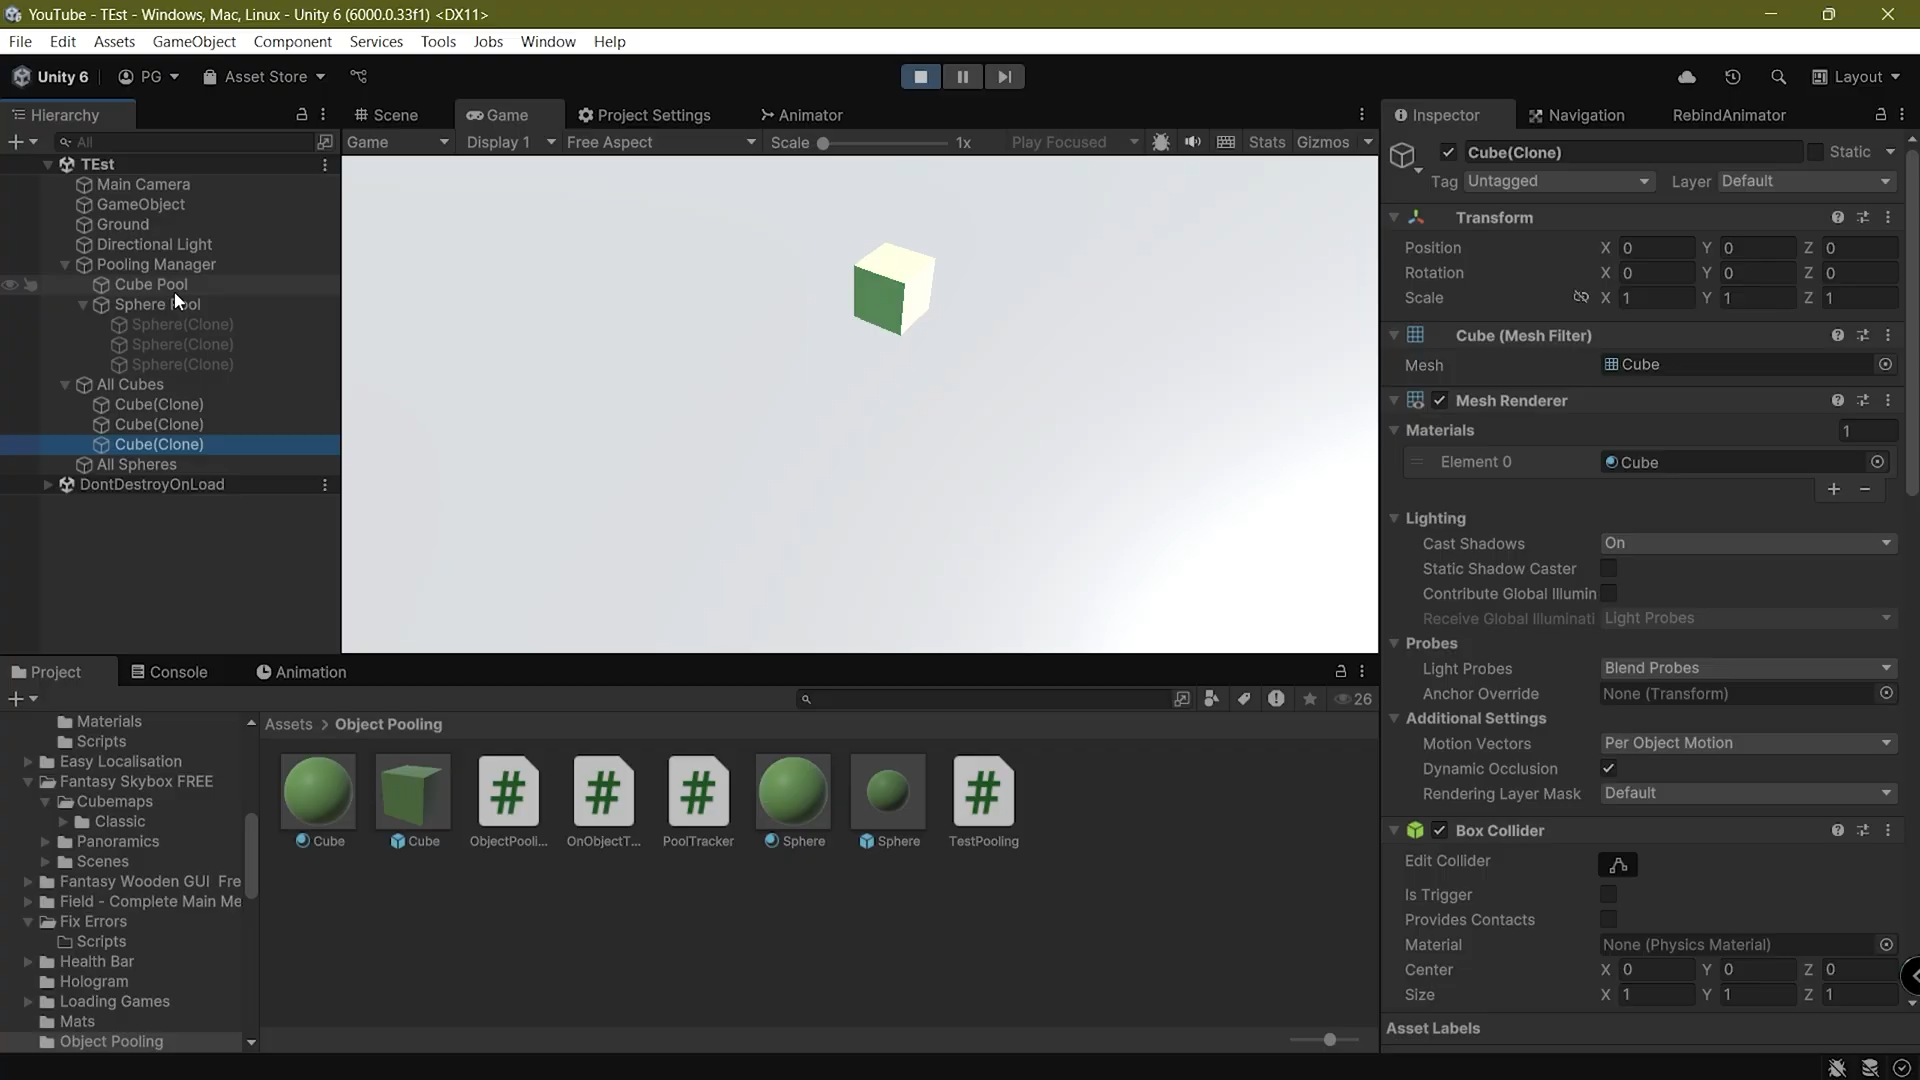 YouTube - TEst - Windows, Mac, Linux - Unity 6 (6000.0.33f1) <DX11>
File Edit Assets GameObject Component Services Tools Jobs Window Help
Unity 6 PG Asset Store Layout
Hierarchy
All
TEst
Main Camera
GameObject
Ground
Directional Light
Pooling Manager
Cube Pool
Sphere
Sphere(Clone)
Sphere(Clone)
Sphere(Clone)
All Cubes
Cube(Clone)
Cube(Clone)
Cube(Clone)
All Spheres
DontDestroyOnLoad
Scene Game Project Settings Animator
Game Display 1 Free Aspect Scale 1x Play Focused Stats Gizmos
Inspector Navigation RebindAnimator
Cube(Clone) Static
Tag Untagged Layer Default
Transform
Position X 0 Y 0 Z 0
Rotation X 0 Y 0 Z 0
Scale X 1 Y 1 Z 1
Cube (Mesh Filter)
Mesh Cube
Mesh Renderer
Materials 1
Element 0 Cube
Lighting
Cast Shadows On
Static Shadow Caster
Contribute Global Illumin
Receive Global Illuminati Light Probes
Probes
Light Probes Blend Probes
Anchor Override None (Transform)
Additional Settings
Motion Vectors Per Object Motion
Dynamic Occlusion
Rendering Layer Mask Default
Box Collider
Edit Collider
Is Trigger
Provides Contacts
Material None (Physics Material)
Center X 0 Y 0 Z 0
Size X 1 Y 1 Z 1
Asset Labels
Project Console Animation
26
Materials
Scripts
Easy Localisation
Fantasy Skybox FREE
Cubemaps
Classic
Panoramics
Scenes
Fantasy Wooden GUI Fre
Field - Complete Main Me
Fix Errors
Scripts
Health Bar
Hologram
Loading Games
Mats
Object Pooling
Assets > Object Pooling
Cube Cube ObjectPooli... OnObjectT... PoolTracker Sphere Sphere TestPooling